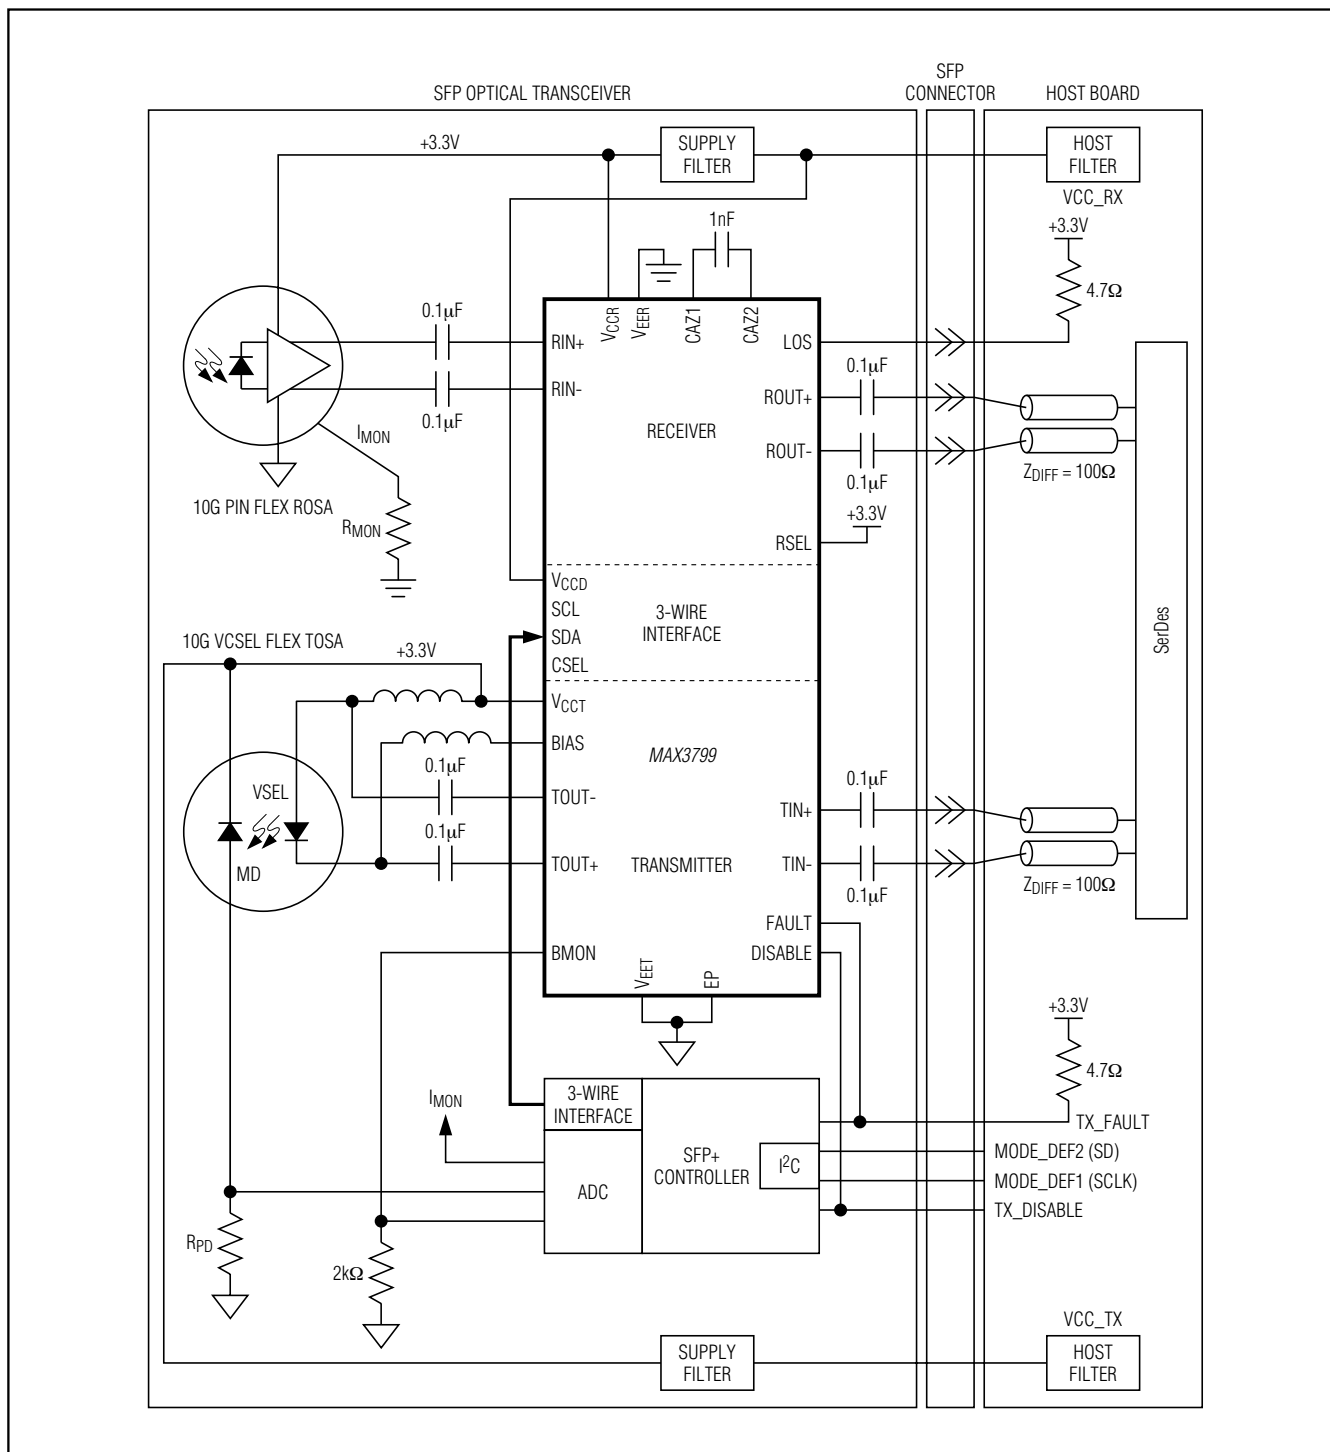 SFP OPTICAL TRANSCEIVER
SFP
CONNECTOR
HOST BOARD
+3.3V
SUPPLY
FILTER
HOST
FILTER
VCC_RX
1nF
+3.3V
4.7Ω
0.1μF
0.1μF
RIN+
RIN-
VCCR
VEER
CAZ1
CAZ2
LOS
0.1μF
ROUT+
RECEIVER
ROUT-
0.1μF
ZDIFF = 100Ω
IMON
10G PIN FLEX ROSA
RMON
+3.3V
RSEL
VCCD
SCL
SDA
CSEL
3-WIRE
INTERFACE
SerDes
10G VCSEL FLEX TOSA
+3.3V
VCCT
BIAS
MAX3799
0.1μF
VSEL
TOUT-
0.1μF
MD
TOUT+
TRANSMITTER
0.1μF
TIN+
TIN-
0.1μF
ZDIFF = 100Ω
FAULT
DISABLE
BMON
VEET
EP
+3.3V
4.7Ω
IMON
3-WIRE
INTERFACE
ADC
SFP+
CONTROLLER
I2C
TX_FAULT
MODE_DEF2 (SD)
MODE_DEF1 (SCLK)
TX_DISABLE
RPD
2kΩ
VCC_TX
SUPPLY
FILTER
HOST
FILTER